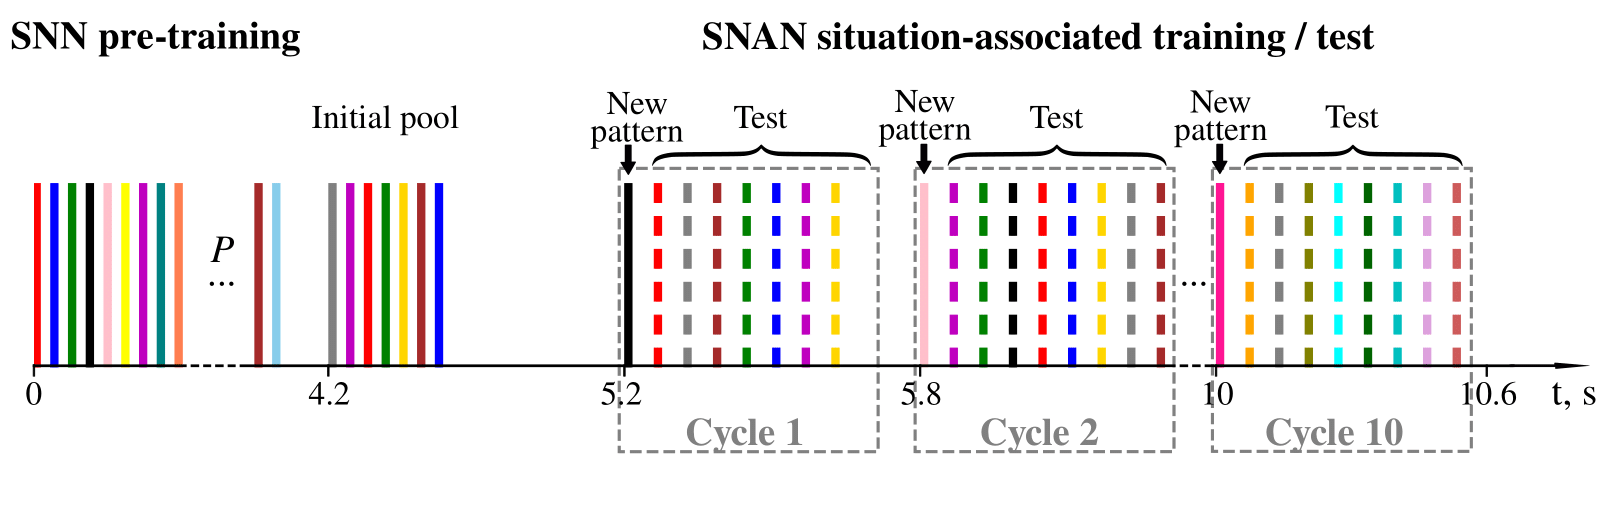 SNN pre-training
SNAN situation-associated training / test
Initial pool
New
pattern
Test
New
pattern
Test
New
pattern
Test
P
...
...
0
4.2
5.2
5.8
10
10.6
t, s
Cycle 1
Cycle 2
Cycle 10